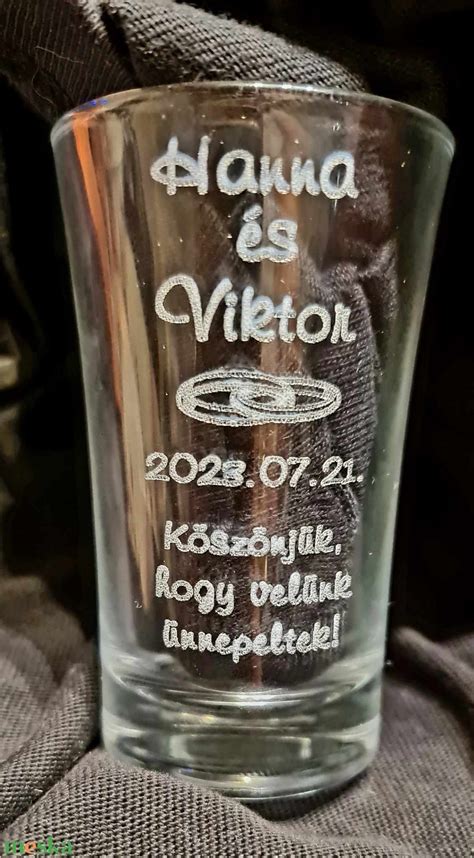 Hanna
és
Viktor
2023.07.21.
Köszönjük,
hogy velünk
ünnepeltek!
meska